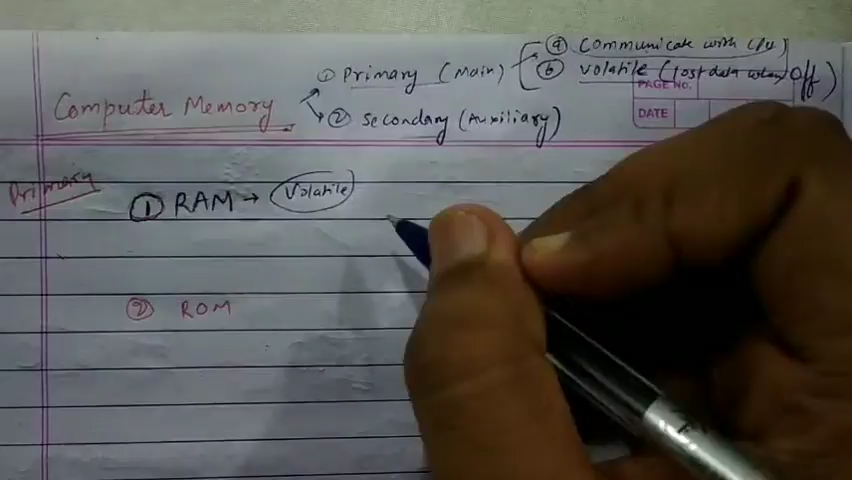 ① Primary (Main)
ⓐ Communicate with CPU
ⓑ Volatile (lost data when Off)
PAGE NO.
DATE
Computer Memory
② Secondary (Auxiliary)
Primary
① RAM → Volatile
② ROM